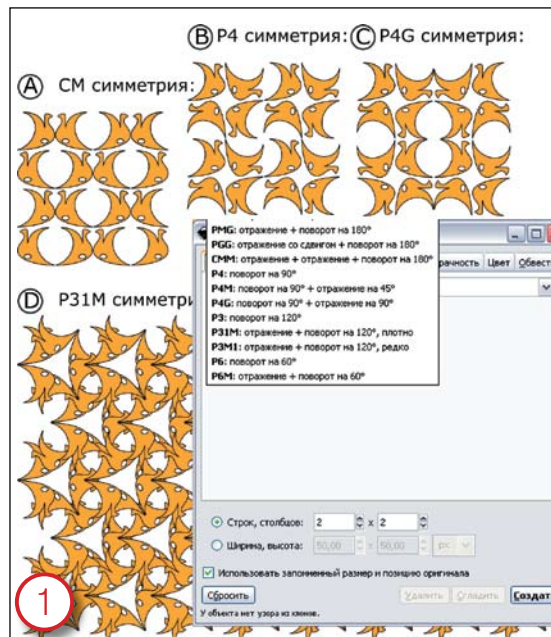 B P4 симметрия:
C P4G симметрия:
A CM симметрия:
PMG: отражение + поворот на 180°
PGG: отражение со сдвигом + поворот на 180°
CMM: отражение + отражение + поворот на 180°
P4: поворот на 90°
P4M: поворот на 90° + отражение на 45°
P4G: поворот на 90° + отражение на 90°
P3: поворот на 120°
P31M: отражение + поворот на 120°, плотно
P3M1: отражение + поворот на 120°, редко
P6: поворот на 60°
P6M: отражение + поворот на 60°
рачность Цвет Обвест
D P31M симметри
Строк, столбцов: 2 x 2
Ширина, высота: 50,00 x 50,00 px
Использовать запомненный размер и позицию оригинала
Сбросить Удалить Сгладить Создат
У объекта нет узора из клонов.
1